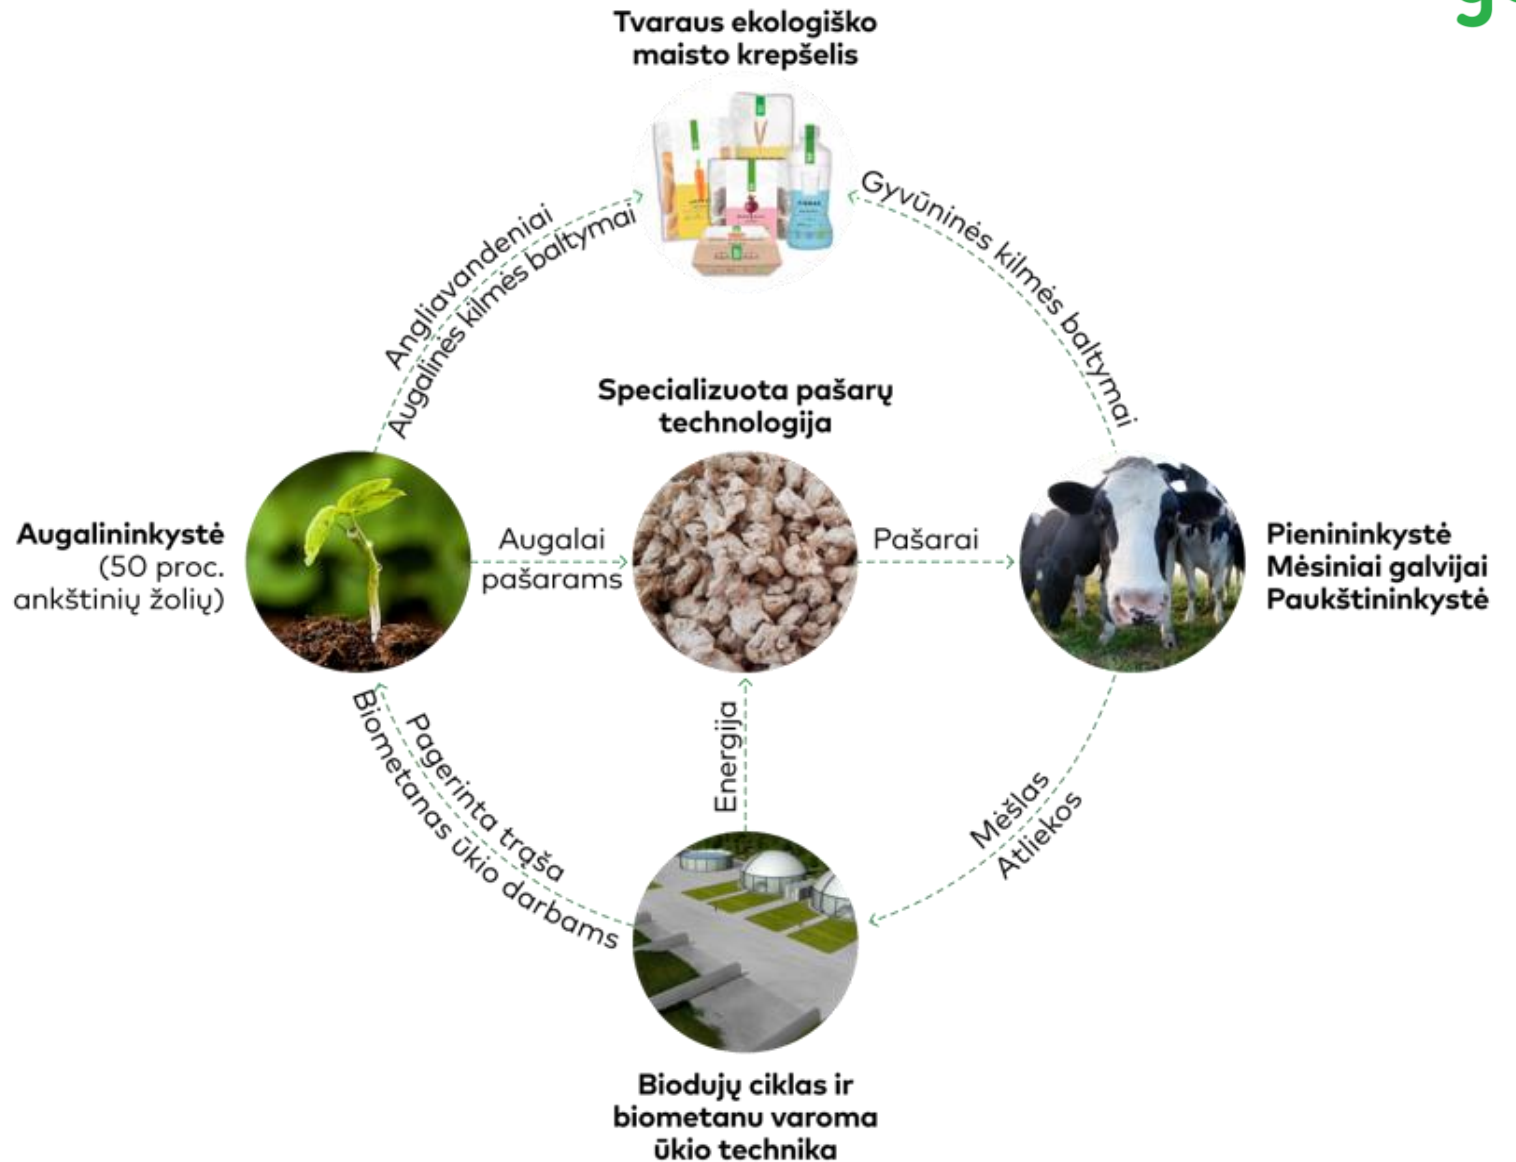 Tvaraus ekologiško
maisto krepšelis
Angliavandeniai
Augalinės kilmės baltymai
Gyvūninės kilmės baltymai
Specializuota pašarų
technologija
Augalininkystė
(50 proc.
ankštinių žolių)
Augalai
pašarams
Pašarai
Pienininkystė
Mėsiniai galvijai
Paukštininkystė
Pagerinta trąša
Biometanas ūkio darbams
Energija
Mėšlas
Atliekos
Biodujų ciklas ir
biometanu varoma
ūkio technika